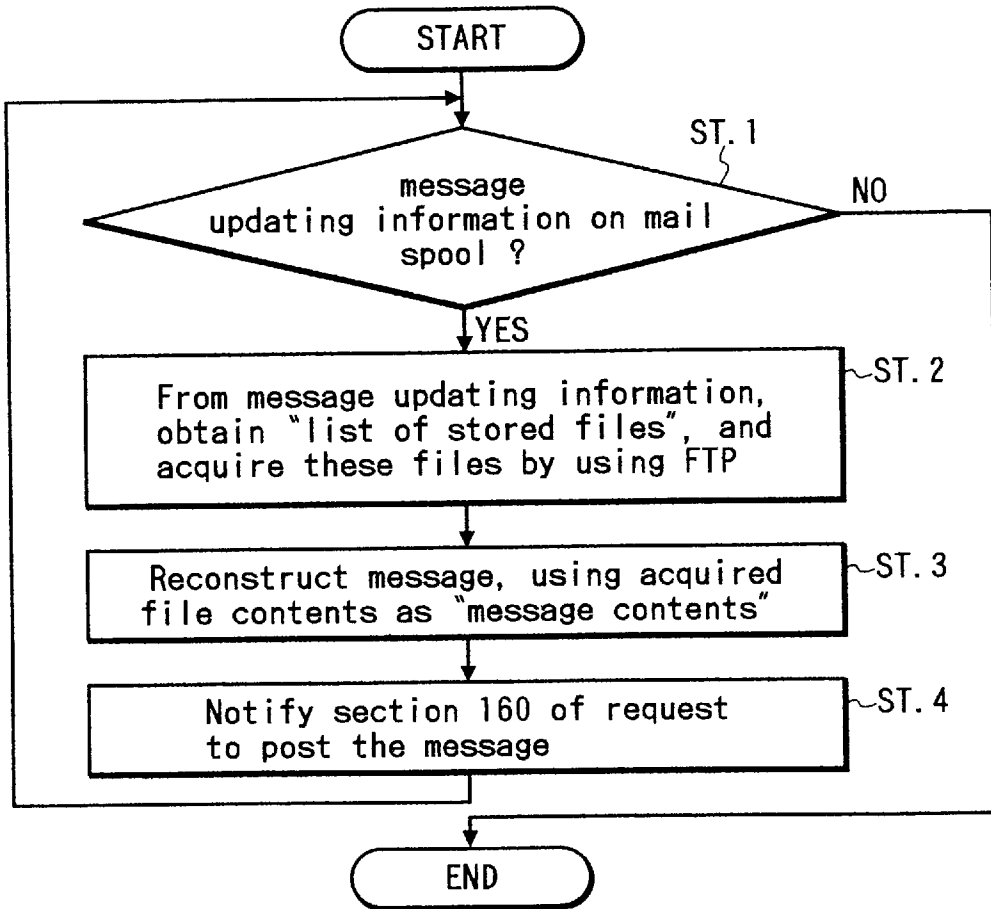 START
ST.1
message
updating information on mail
spool ?
NO
YES
ST.2
From message updating information,
obtain "list of stored files", and
acquire these files by using FTP
ST.3
Reconstruct message, using acquired
file contents as "message contents"
ST.4
Notify section 160 of request
to post the message
END